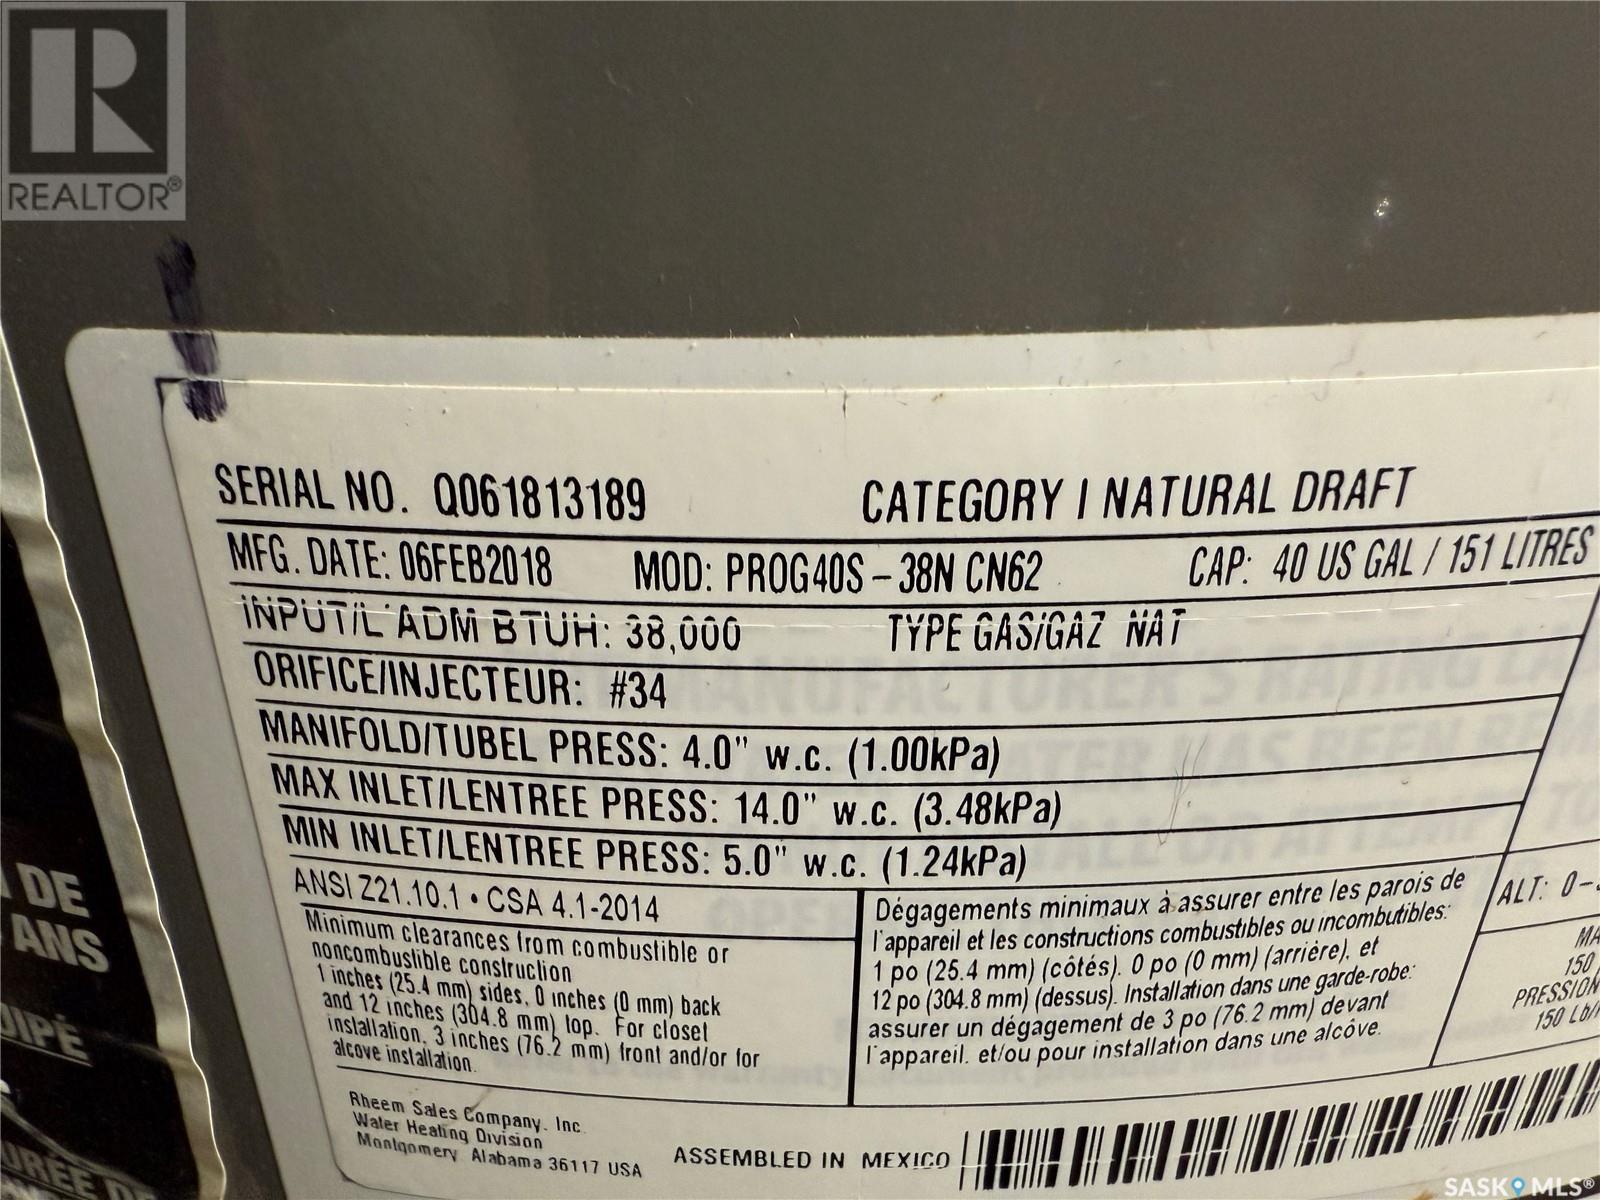 REALTOR®
SERIAL NO. Q061813189 CATEGORY I NATURAL DRAFT
MFG. DATE: 06FEB2018 MOD: PROG40S-38N CN62 CAP: 40 US GAL / 151 LITRES
INPUT/L'ADM BTUH: 38,000 TYPE GAS/GAZ NAT
ORIFICE/INJECTEUR: #34
MANIFOLD/TUBEL PRESS: 4.0" w.c. (1.00kPa)
MAX INLET/LENTREE PRESS: 14.0" w.c. (3.48kPa)
MIN INLET/LENTREE PRESS: 5.0" w.c. (1.24kPa)
ANSI Z21.10.1 • CSA 4.1-2014
Minimum clearances from combustible or
noncombustible construction
1 inches (25.4 mm) sides, 0 inches (0 mm) back
and 12 inches (304.8 mm) top. For closet
installation, 3 inches (76.2 mm) front and/or for
alcove installation.
Dégagements minimaux à assurer entre les parois de
l'appareil et les constructions combustibles ou incombutibles:
1 po (25.4 mm) (côtés), 0 po (0 mm) (arrière), et
12 po (304.8 mm) (dessus). Installation dans une garde-robe:
assurer un dégagement de 3 po (76.2 mm) devant
l'appareil. et/ou pour installation dans une alcôve.
ALT: 0-
150
PRESSION
150 Lb/
Rheem Sales Company, Inc.
Water Heating Division
Montgomery, Alabama 36117 USA
ASSEMBLED IN MEXICO
DE
ANS
SASK MLS®